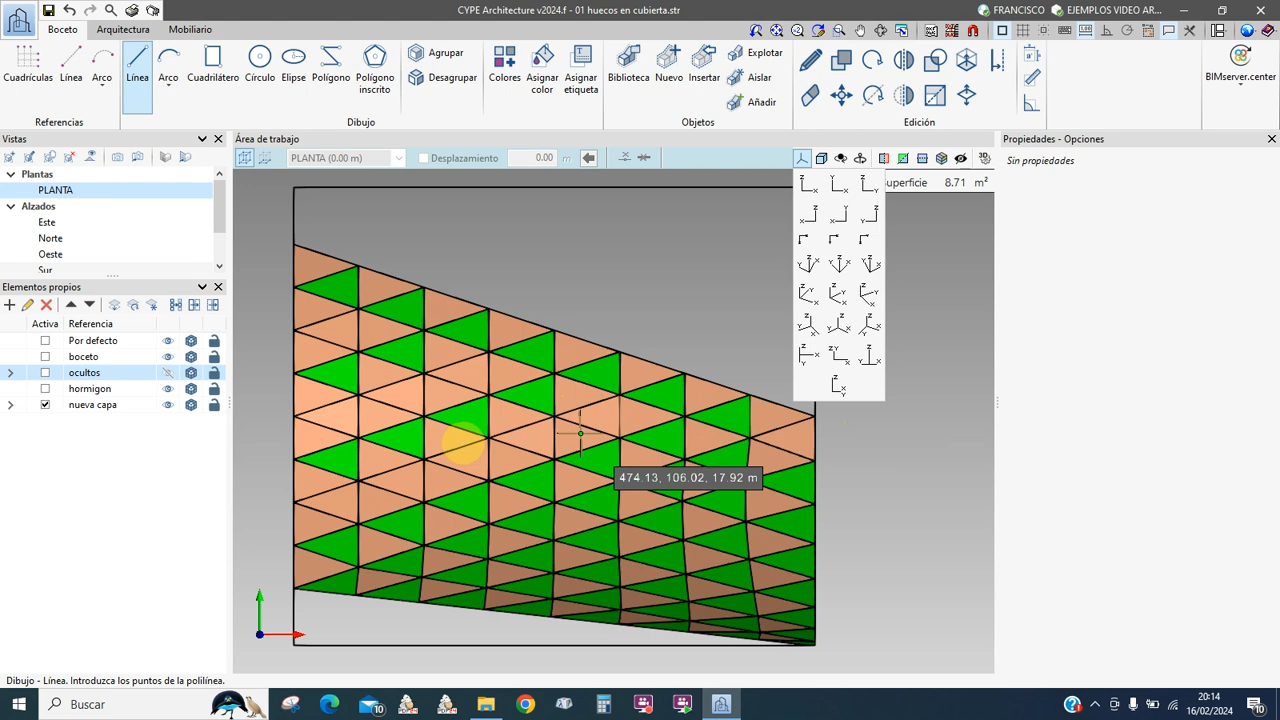 CYPE Architecture v2024.f - 01 huecos en cubierta.str
FRANCISCO
EJEMPLOS VIDEO AR...
Boceto
Arquitectura
Mobiliario
Cuadrículas
Línea
Arco
Línea
Arco
Cuadrilátero
Círculo
Elipse
Polígono
Polígono inscrito
Agrupar
Desagrupar
Colores
Asignar color
Asignar etiqueta
Biblioteca
Nuevo
Insertar
Explotar
Aislar
Añadir
BIMserver.center
Referencias
Dibujo
Objetos
Edición
Vistas
Plantas
PLANTA
Alzados
Este
Norte
Oeste
Sur
Elementos propios
Activa
Referencia
Por defecto
boceto
ocultos
hormigon
nueva capa
Área de trabajo
PLANTA (0.00 m)
Desplazamiento
0.00
m
Superficie 8.71 m²
474.13, 106.02, 17.92 m
Propiedades - Opciones
Sin propiedades
Dibujo - Línea. Introduzca los puntos de la polilínea.
Buscar
20:14
16/02/2024